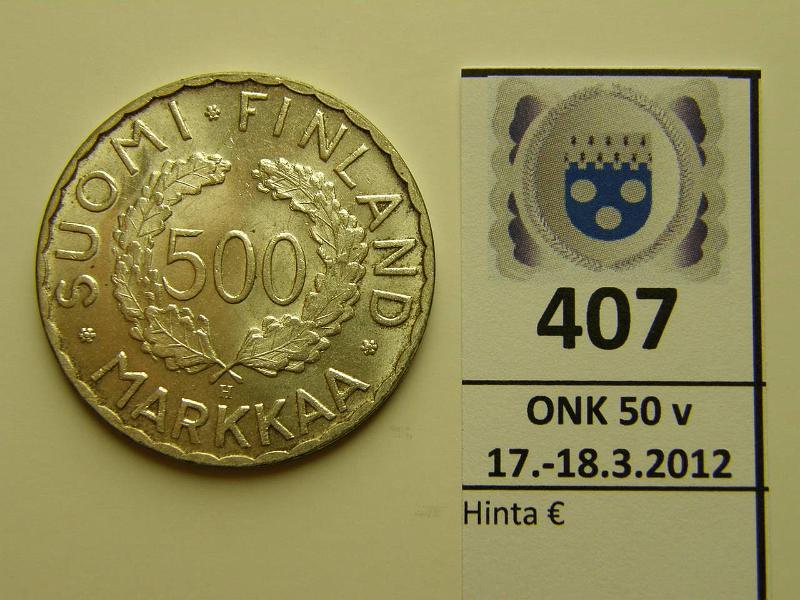 SUOMI * FINLAND *
500
H
MARKKAA *
407
ONK 50 v
17.-18.3.2012
Hinta €